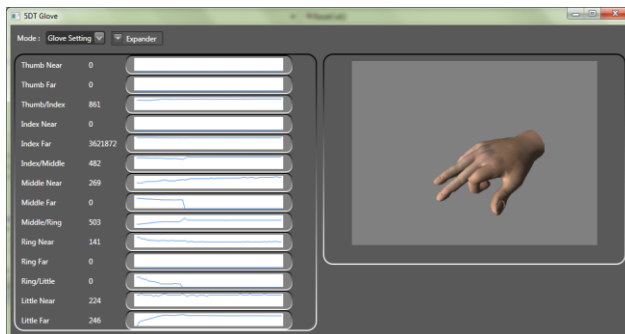 5DT Glove
Mode : Glove Setting Expander
Thumb Near 0
Thumb Far 0
Thumb/Index 861
Index Near 0
Index Far 3621872
Index/Middle 482
Middle Near 269
Middle Far 0
Middle/Ring 503
Ring Near 141
Ring Far 0
Ring/Little 0
Little Near 224
Little Far 246